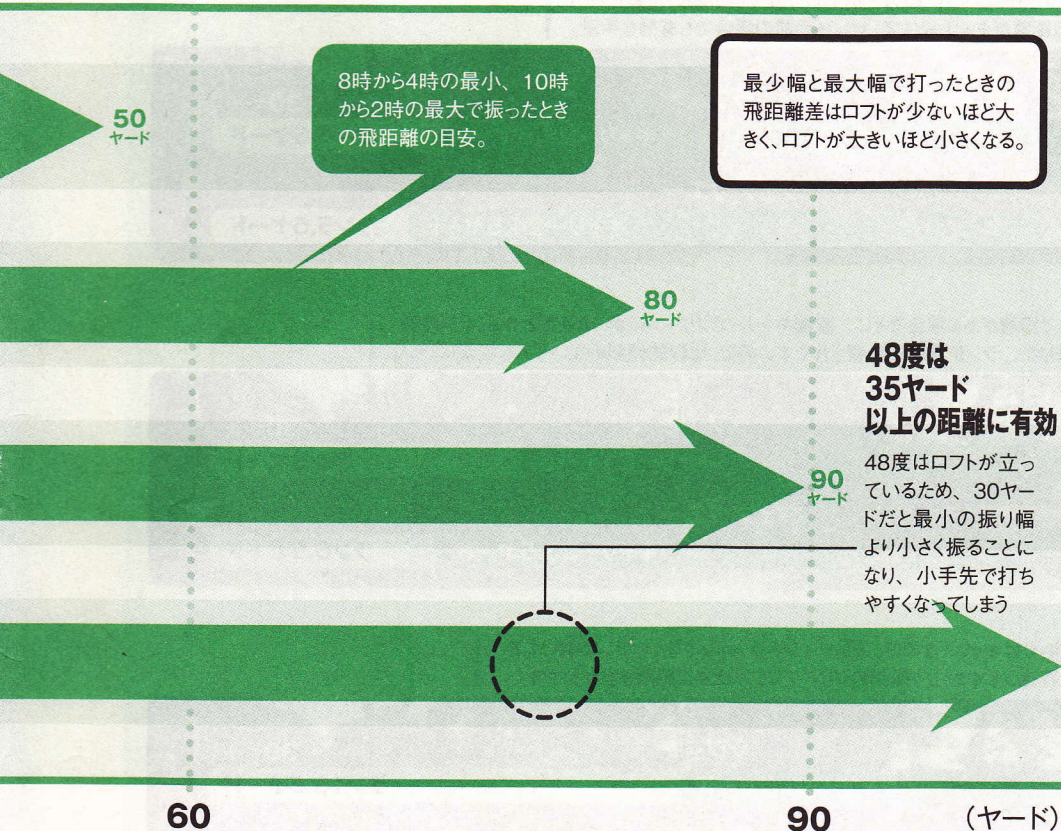 50
ヤード
8時から4時の最小、10時
から2時の最大で振ったとき
の飛距離の目安。
最少幅と最大幅で打ったときの
飛距離差はロフトが少ないほど大
きく、ロフトが大きいほど小さくなる。
80
ヤード
48度は
35ヤード
以上の距離に有効
48度はロフトが立っ
ているため、30ヤー
ドだと最小の振り幅
より小さく振ることに
なり、小手先で打ち
やすくなってしまう
90
ヤード
60
90
（ヤード）